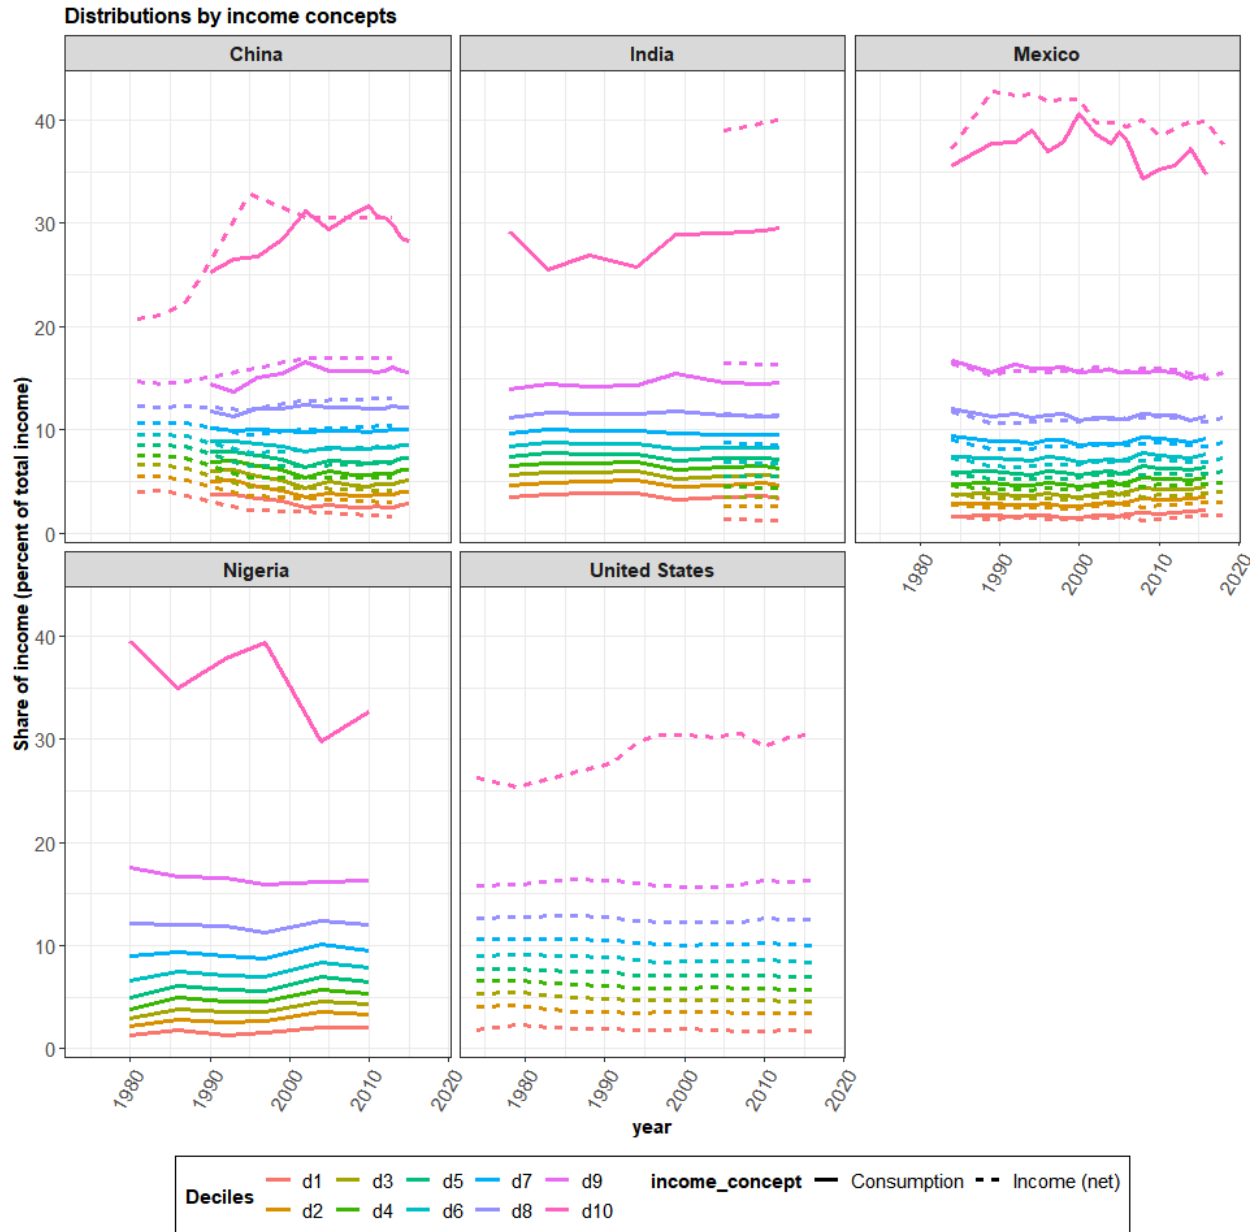 Distributions by income concepts
China
India
Mexico
40
30
20
10
0
1980
1990
2000
2010
2020
Nigeria
United States
40
30
20
10
0
1980
1990
2000
2010
2020
1980
1990
2000
2010
2020
Share of income (percent of total income)
year
Deciles
d1
d3
d5
d7
d9
d2
d4
d6
d8
d10
income_concept
Consumption
Income (net)